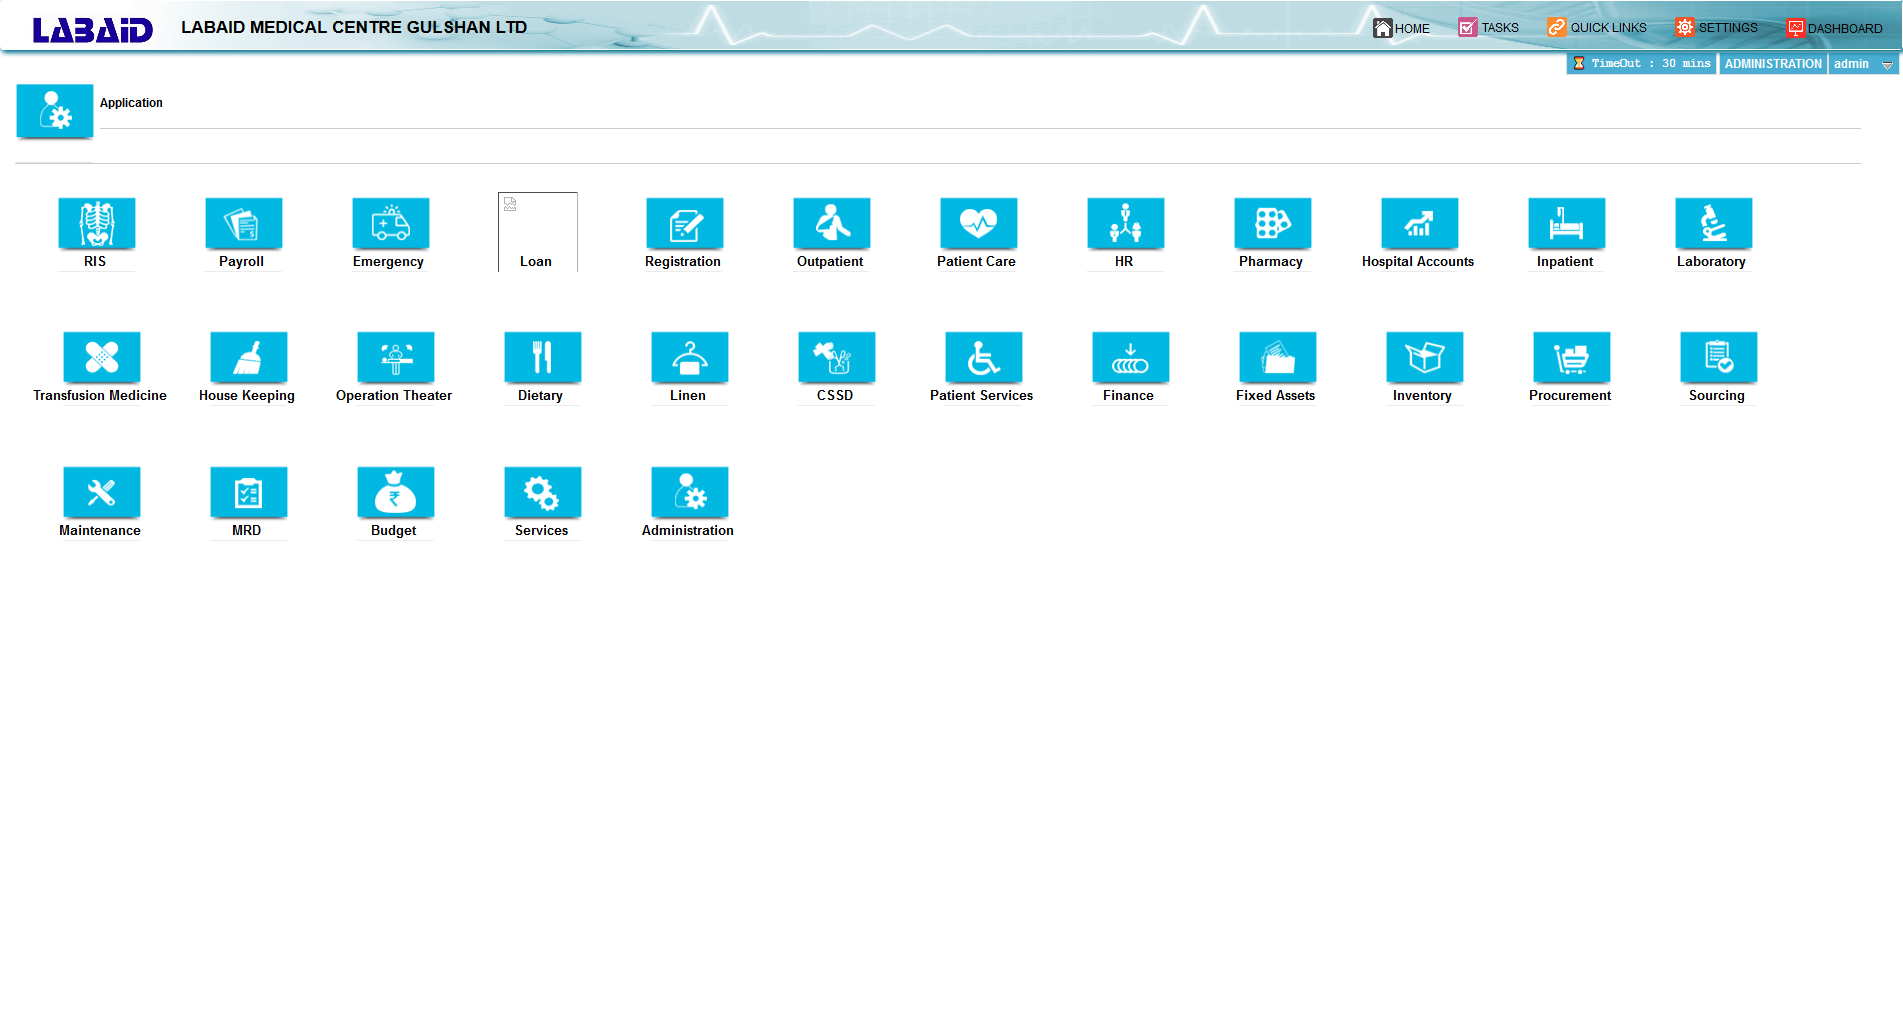 LABAID
LABAID MEDICAL CENTRE GULSHAN LTD
HOME
TASKS
QUICK LINKS
SETTINGS
DASHBOARD
TimeOut : 30 mins
ADMINISTRATION
admin
Application
RIS
Payroll
Emergency
Loan
Registration
Outpatient
Patient Care
HR
Pharmacy
Hospital Accounts
Inpatient
Laboratory
Transfusion Medicine
House Keeping
Operation Theater
Dietary
Linen
CSSD
Patient Services
Finance
Fixed Assets
Inventory
Procurement
Sourcing
Maintenance
MRD
₹
Budget
Services
Administration